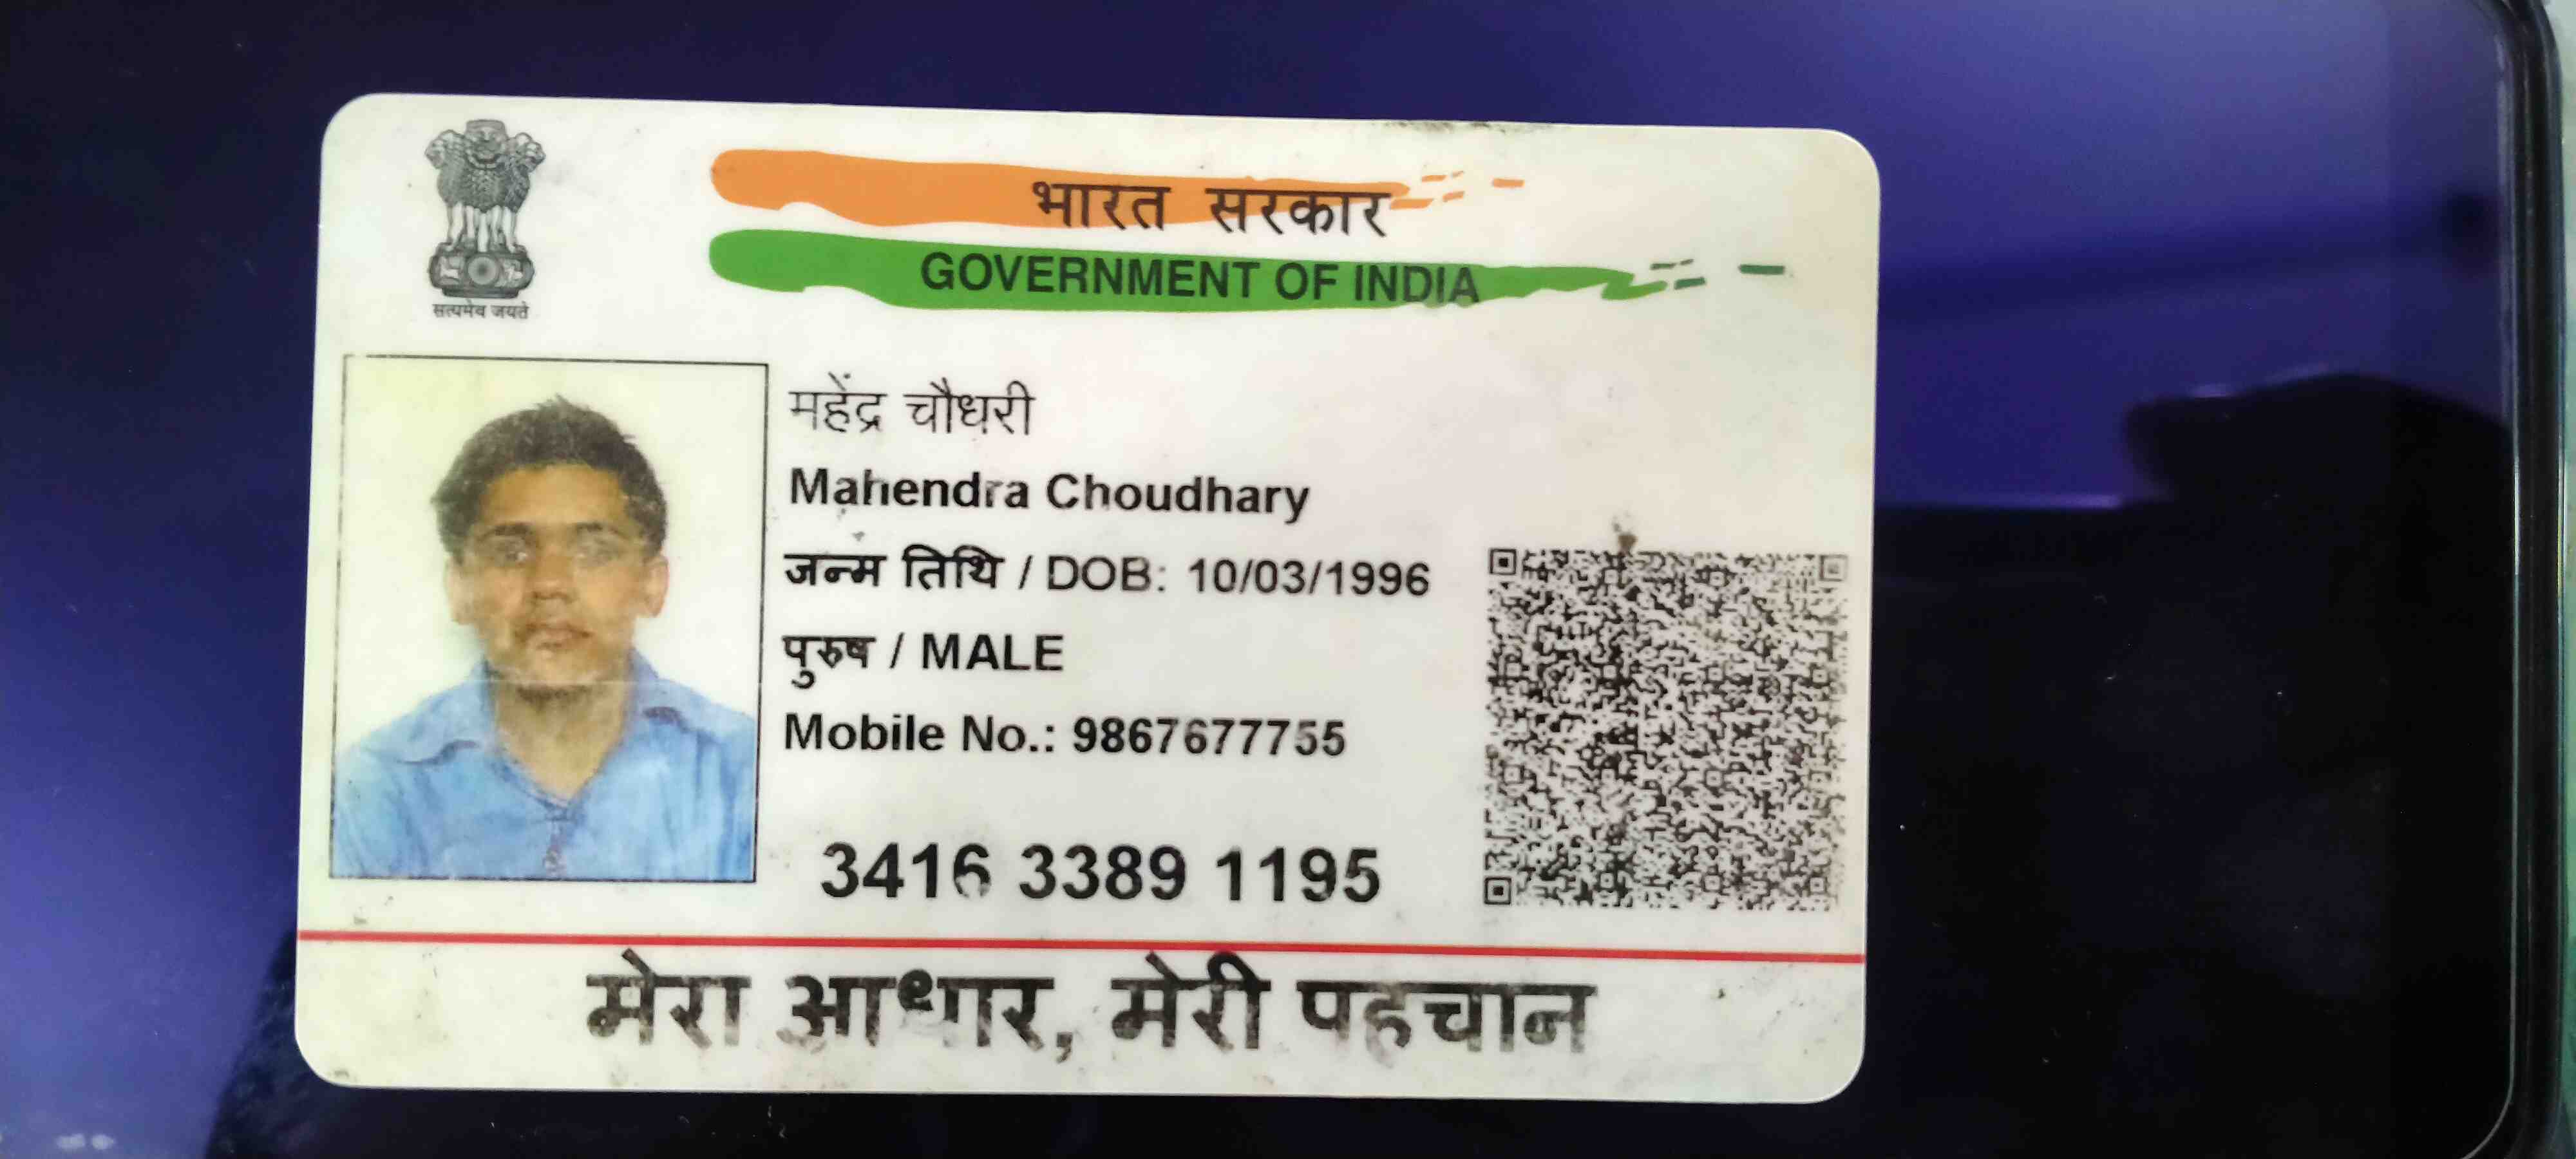 सत्यमेव जयते
भारत सरकार
GOVERNMENT OF INDIA
महेंद्र चौधरी
Mahendra Choudhary
जन्म तिथि / DOB: 10/03/1996
पुरुष / MALE
Mobile No.: 9867677755
3416 3389 1195
मेरा आधार, मेरी पहचान